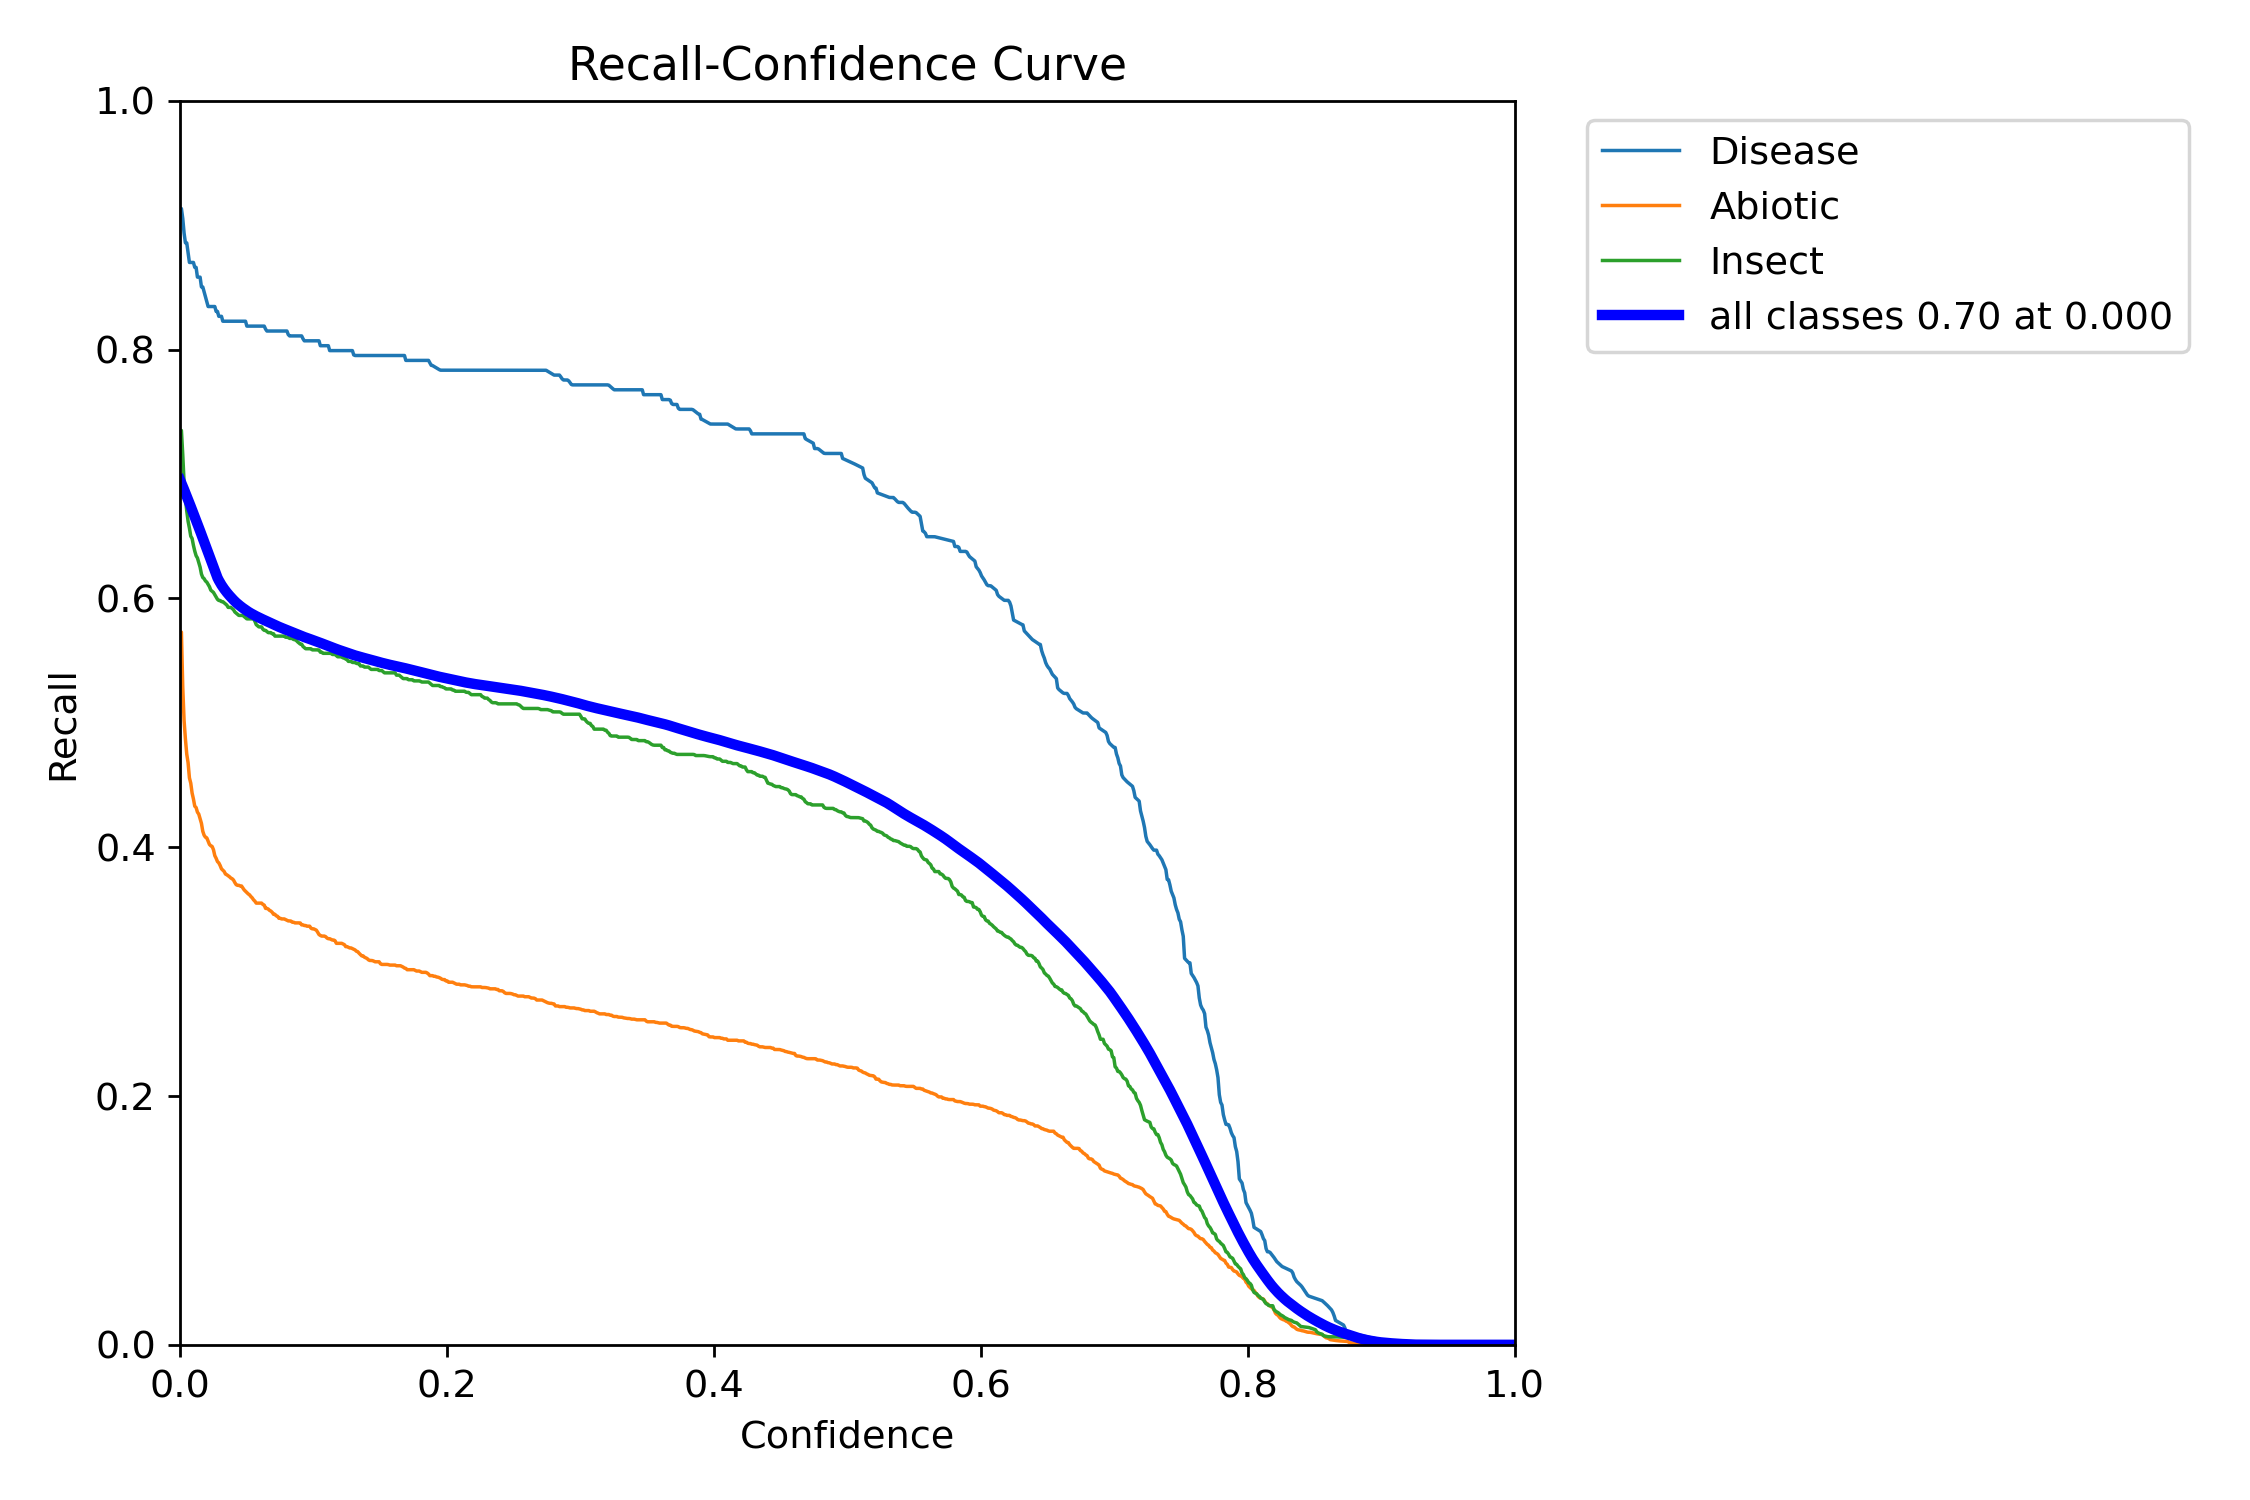 Recall-Confidence Curve
1.0
0.8
0.6
0.4
0.2
0.0
Recall
0.0 0.2 0.4 0.6 0.8 1.0
Confidence
Disease
Abiotic
Insect
all classes 0.70 at 0.000